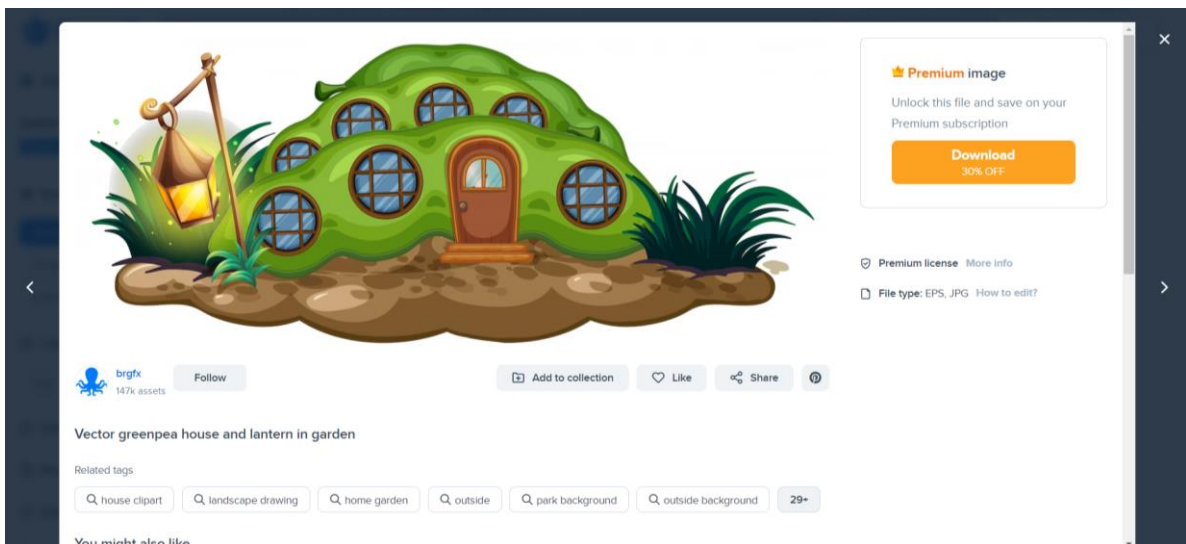 Premium image
Unlock this file and save on your
Premium subscription
Download
30% OFF
Premium license More info
File type: EPS, JPG How to edit?
brgfx
147k assets
Follow
Add to collection
Like
Share
Vector greenpea house and lantern in garden
Related tags
house clipart
landscape drawing
home garden
outside
park background
outside background
29+
You might also like